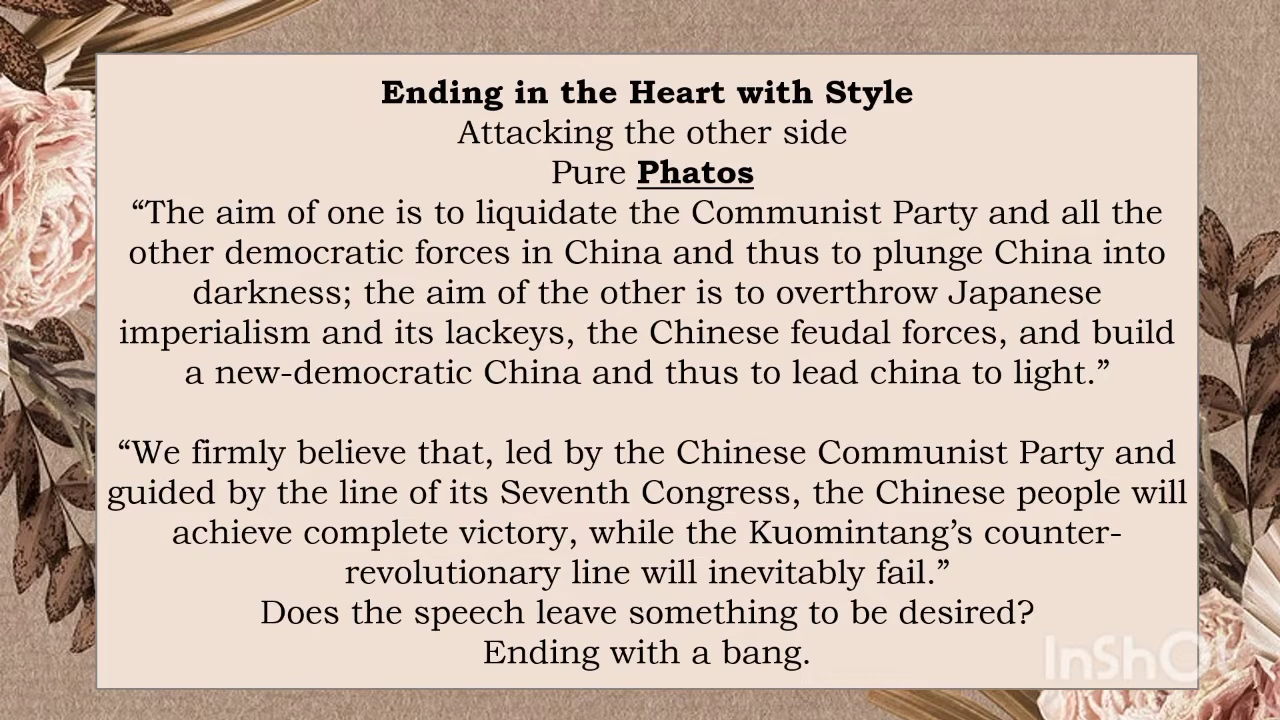 Ending in the Heart with Style
Attacking the other side
Pure Phatos
“The aim of one is to liquidate the Communist Party and all the
other democratic forces in China and thus to plunge China into
darkness; the aim of the other is to overthrow Japanese
imperialism and its lackeys, the Chinese feudal forces, and build
a new-democratic China and thus to lead china to light.”
“We firmly believe that, led by the Chinese Communist Party and
guided by the line of its Seventh Congress, the Chinese people will
achieve complete victory, while the Kuomintang’s counter-
revolutionary line will inevitably fail.”
Does the speech leave something to be desired?
Ending with a bang.
InShOt